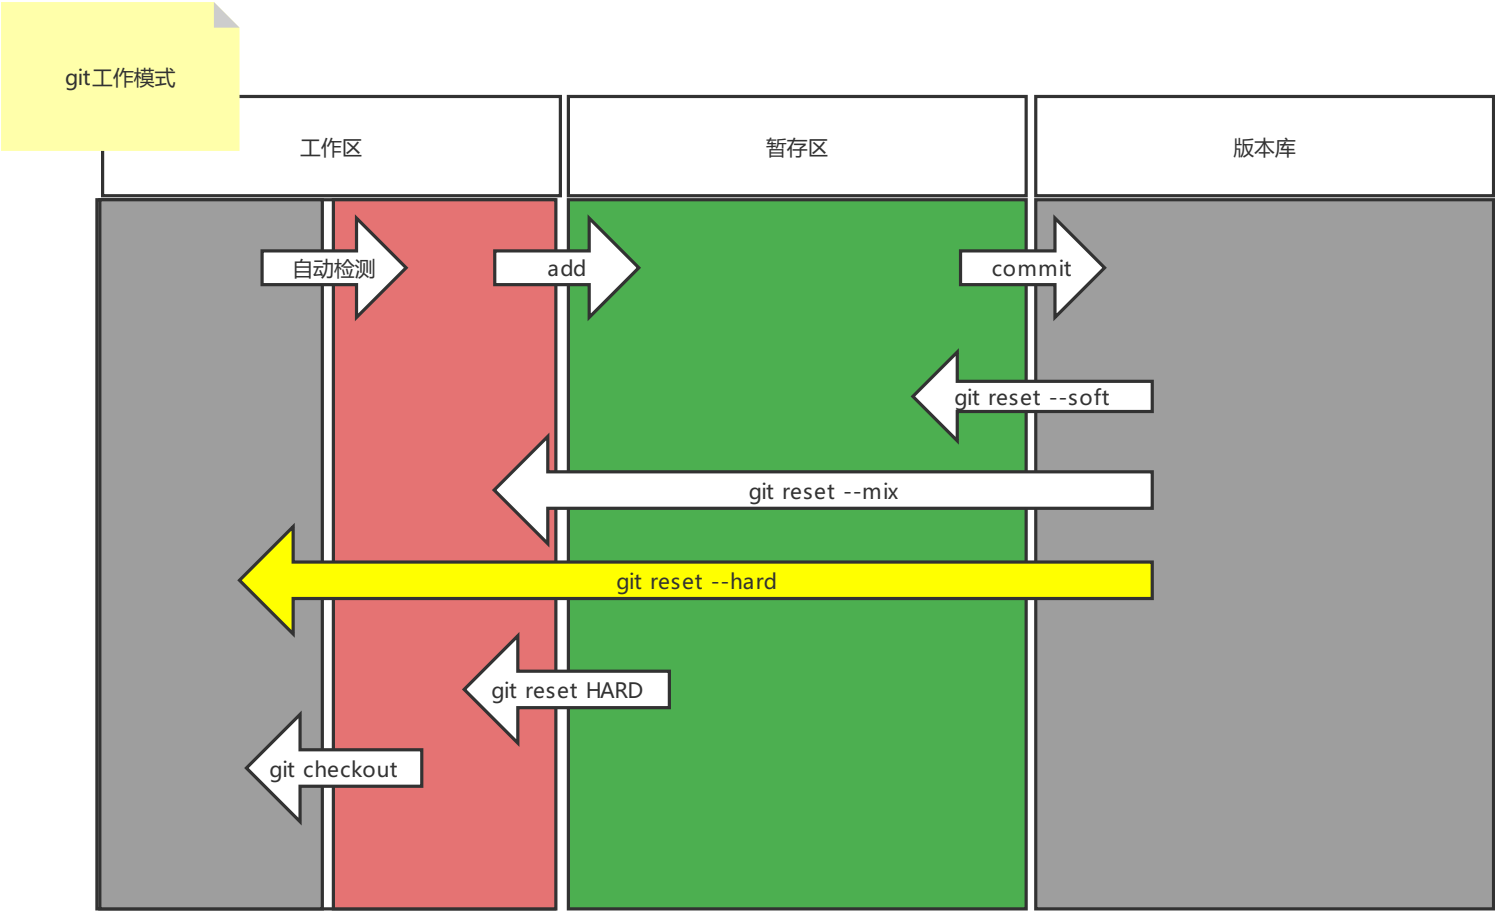 git工作模式
工作区
暂存区
版本库
自动检测
add
commit
git reset --soft
git reset --mix
git reset --hard
git reset HARD
git checkout